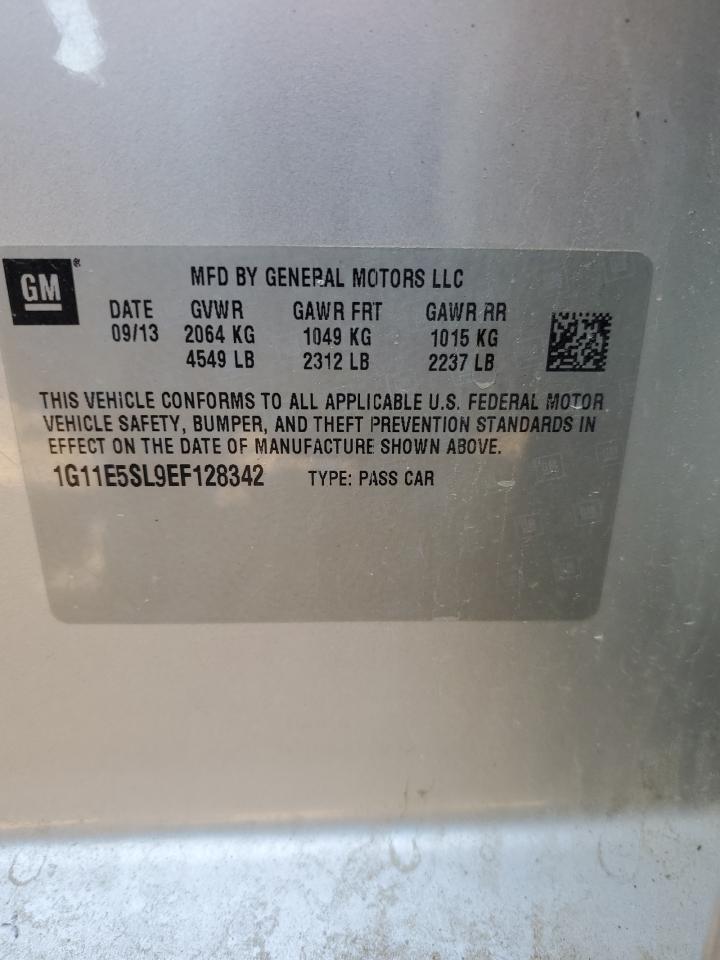 GM®
MFD BY GENERAL MOTORS LLC
DATE GVWR GAWR FRT GAWR RR
09/13 2064 KG 1049 KG 1015 KG
4549 LB 2312 LB 2237 LB
THIS VEHICLE CONFORMS TO ALL APPLICABLE U.S. FEDERAL MOTOR
VEHICLE SAFETY, BUMPER, AND THEFT PREVENTION STANDARDS IN
EFFECT ON THE DATE OF MANUFACTURE SHOWN ABOVE.
1G11E5SL9EF128342 TYPE: PASS CAR